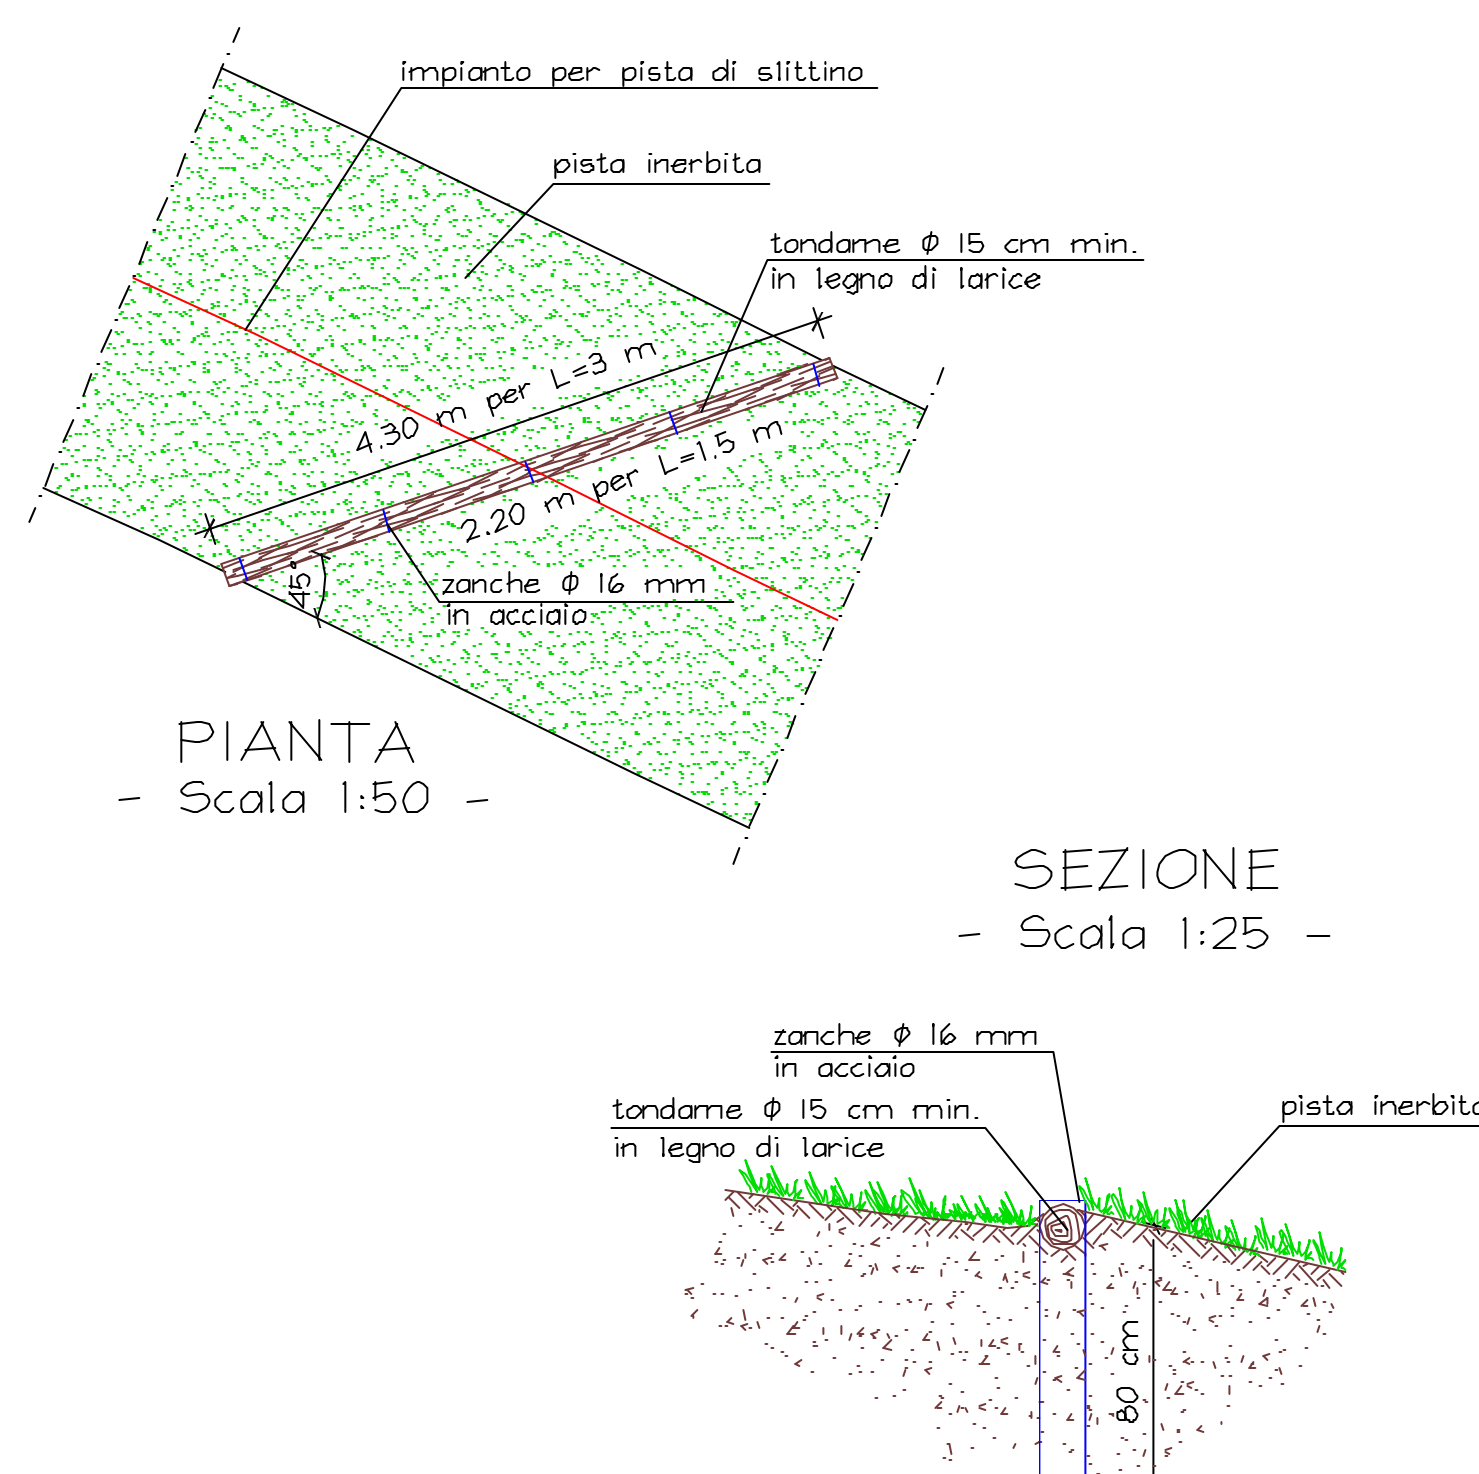 impianto per pista di slittino
pista inerbita
tondame Φ 15 cm min.
in legno di larice
4.30 m per L=3 m
2.20 m per L=1.5 m
45°
zanche Φ 16 mm
in acciaio
PIANTA
- Scala 1:50 -
SEZIONE
- Scala 1:25 -
zanche Φ 16 mm
in acciaio
tondame Φ 15 cm min.
in legno di larice
pista inerbita
80 cm